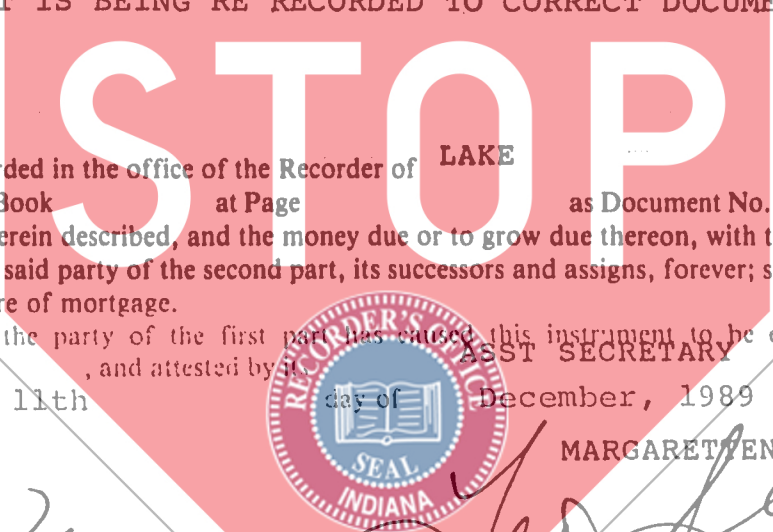 T IS BEING RE RECORDED TO CORRECT DOCUME
STOP
rded in the office of the Recorder of LAKE
Book at Page as Document No.
erein described, and the money due or to grow due thereon, with t
said party of the second part, its successors and assigns, forever; s
re of mortgage.
the party of the first part has caused this instrument to be e
ASST SECRETARY
, and attested by its
11th day of December, 1989
MARGARETTEN
RECORDER'S OFFICE
SEAL
INDIANA